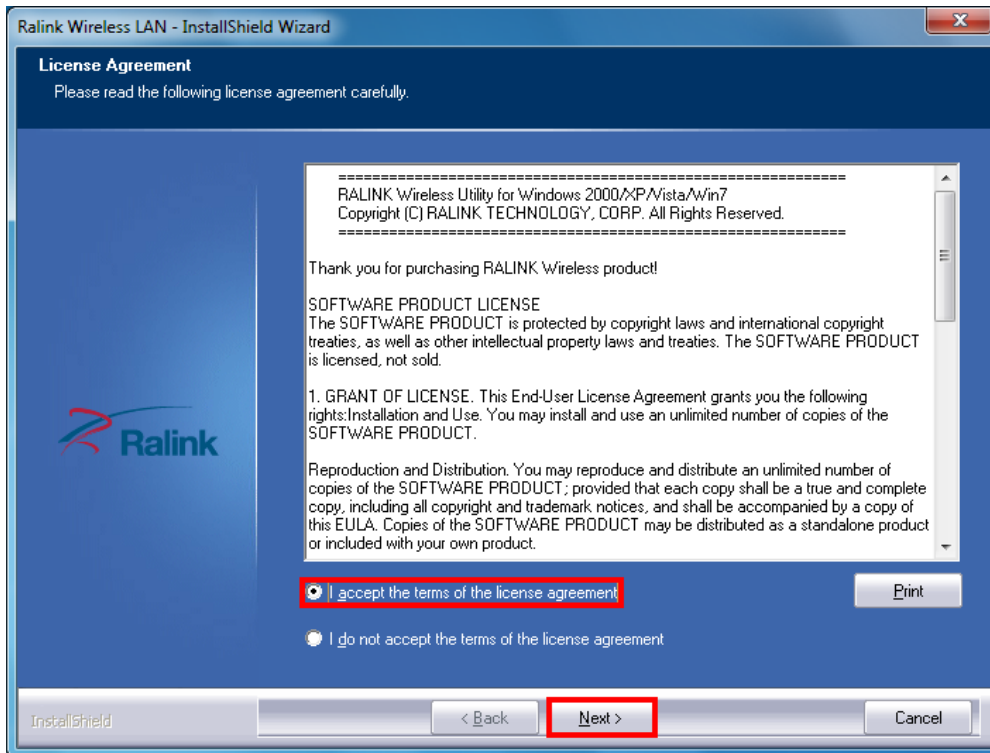 Ralink Wireless LAN - InstallShield Wizard
License Agreement
Please read the following license agreement carefully.
==============================================================
RALINK Wireless Utility for Windows 2000/XP/Vista/Win7
Copyright (C) RALINK TECHNOLOGY, CORP. All Rights Reserved.
==============================================================
Thank you for purchasing RALINK Wireless product!
SOFTWARE PRODUCT LICENSE
The SOFTWARE PRODUCT is protected by copyright laws and international copyright
treaties, as well as other intellectual property laws and treaties. The SOFTWARE PRODUCT
is licensed, not sold.
1. GRANT OF LICENSE. This End-User License Agreement grants you the following
rights:Installation and Use. You may install and use an unlimited number of copies of the
SOFTWARE PRODUCT.
Reproduction and Distribution. You may reproduce and distribute an unlimited number of
copies of the SOFTWARE PRODUCT; provided that each copy shall be a true and complete
copy, including all copyright and trademark notices, and shall be accompanied by a copy of
this EULA. Copies of the SOFTWARE PRODUCT may be distributed as a standalone product
or included with your own product.
Ralink
I accept the terms of the license agreement
Print
I do not accept the terms of the license agreement
InstallShield
< Back
Next >
Cancel